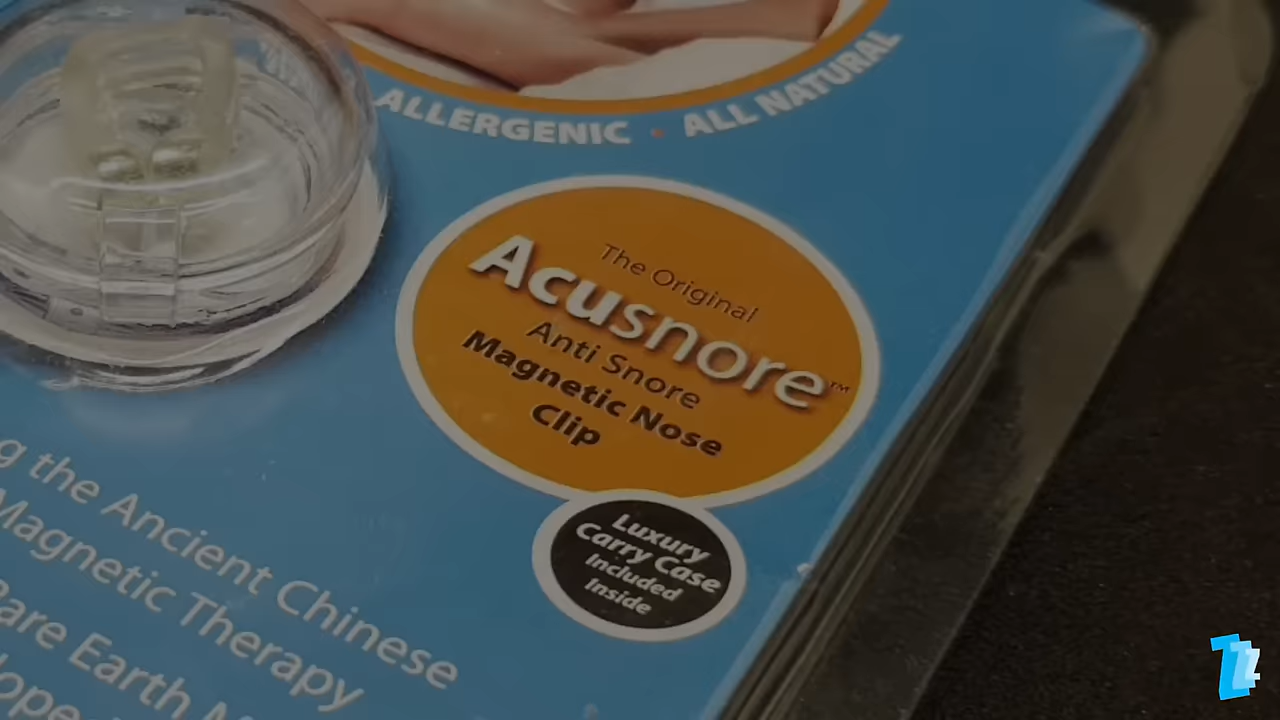 ALLERGENIC • ALL NATURAL
The Original
Acusnore™
Anti Snore
Magnetic Nose
Clip
Luxury
Carry Case
Included
Inside
the Ancient Chinese
Magnetic Therapy
Earth